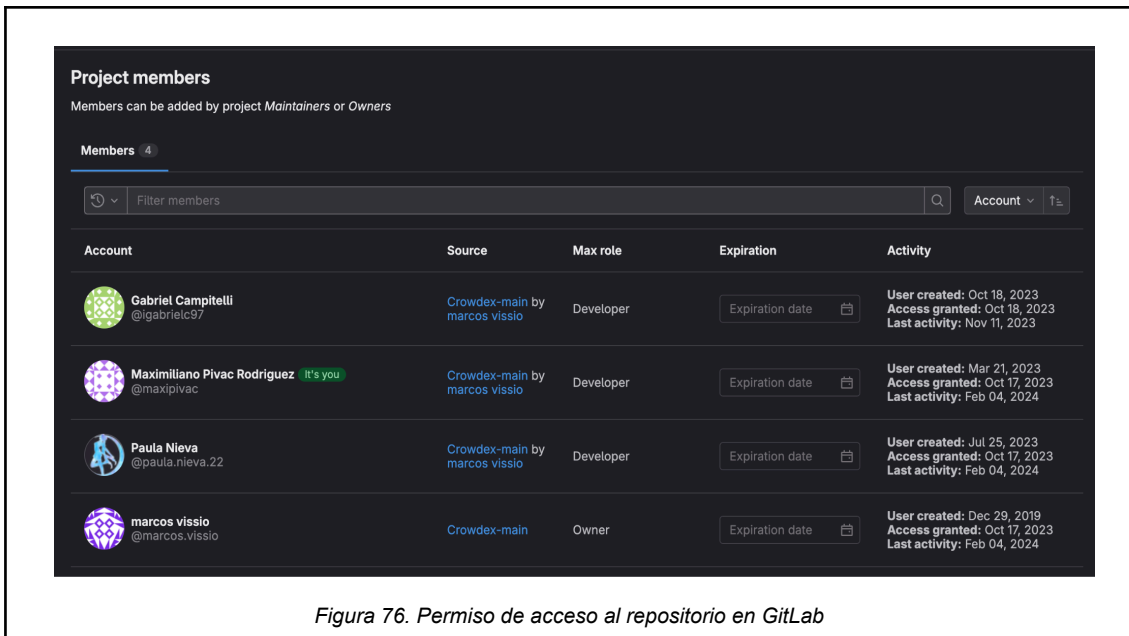 Project members
Members can be added by project Maintainers or Owners
Members 4
Filter members
Account
Account Source Max role Expiration Activity
Gabriel Campitelli
@igabrielc97
Crowdex-main by
marcos vissio
Developer
Expiration date
User created: Oct 18, 2023
Access granted: Oct 18, 2023
Last activity: Nov 11, 2023
Maximiliano Pivac Rodriguez It's you
@maxipivac
Crowdex-main by
marcos vissio
Developer
Expiration date
User created: Mar 21, 2023
Access granted: Oct 17, 2023
Last activity: Feb 04, 2024
Paula Nieva
@paula.nieva.22
Crowdex-main by
marcos vissio
Developer
Expiration date
User created: Jul 25, 2023
Access granted: Oct 17, 2023
Last activity: Feb 04, 2024
marcos vissio
@marcos.vissio
Crowdex-main
Owner
Expiration date
User created: Dec 29, 2019
Access granted: Oct 17, 2023
Last activity: Feb 04, 2024
Figura 76. Permiso de acceso al repositorio en GitLab